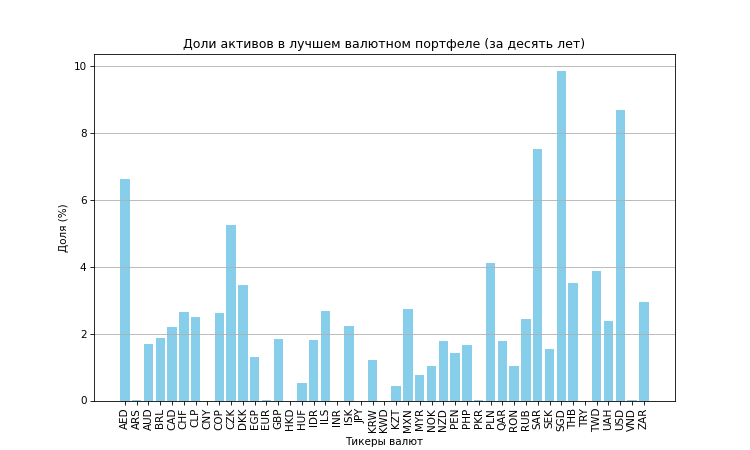 Доли активов в лучшем валютном портфеле (за десять лет)
Доля (%)
10
8
6
4
2
0
AED ARS AUD BRL CAD CHF CLP CNY COP CZK DKK EGP EUR GBP HKD HUF IDR ILS INR ISK JPY KRW KWD KZT MXN MYR NOK NZD PEN PHP PKR PLN QAR RON RUB SAR SEK SGD THB TRY TWD UAH USD VND ZAR
Тикеры валют